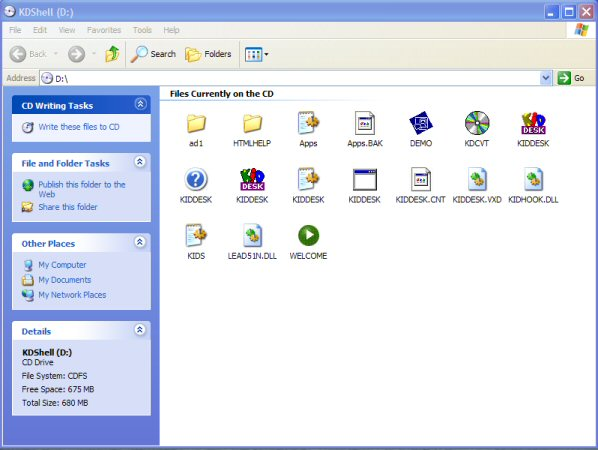 KDShell (D:)
File Edit View Favorites Tools Help
Back Search Folders
Address D:\ Go
CD Writing Tasks
Write these files to CD
File and Folder Tasks
Publish this folder to the
Web
Share this folder
Other Places
My Computer
My Documents
My Network Places
Details
KDShell (D:)
CD Drive
File System: CDFS
Free Space: 675 MB
Total Size: 680 MB
Files Currently on the CD
ad1 HTMLHELP Apps Apps.BAK DEMO KDCVT KIDDESK
KIDDESK KIDDESK KIDDESK KIDDESK KIDDESK.CNT KIDDESK.VXD KIDHOOK.DLL
KIDS LEAD51N.DLL WELCOME